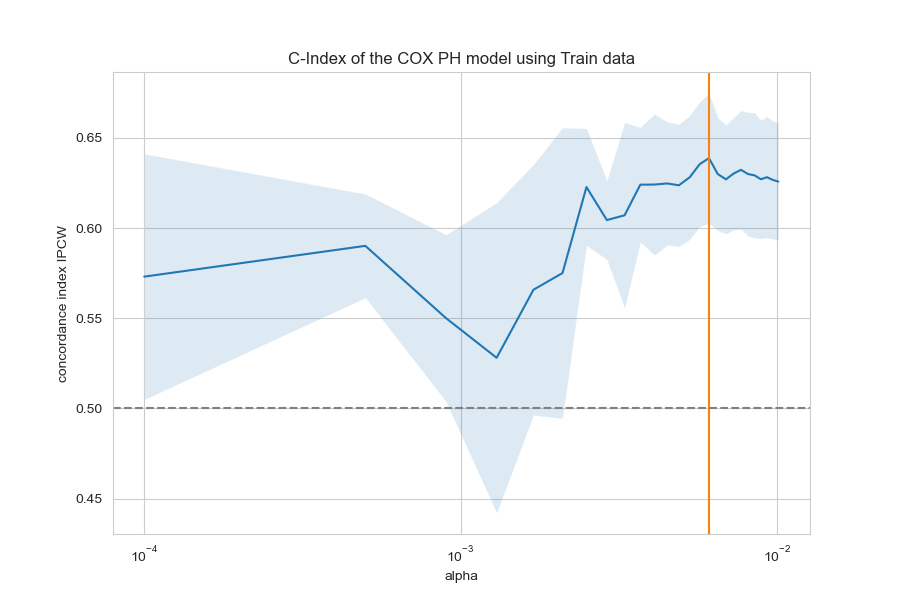 C-Index of the COX PH model using Train data
concordance index IPCW
0.65
0.60
0.55
0.50
0.45
10⁻⁴
10⁻³
10⁻²
alpha